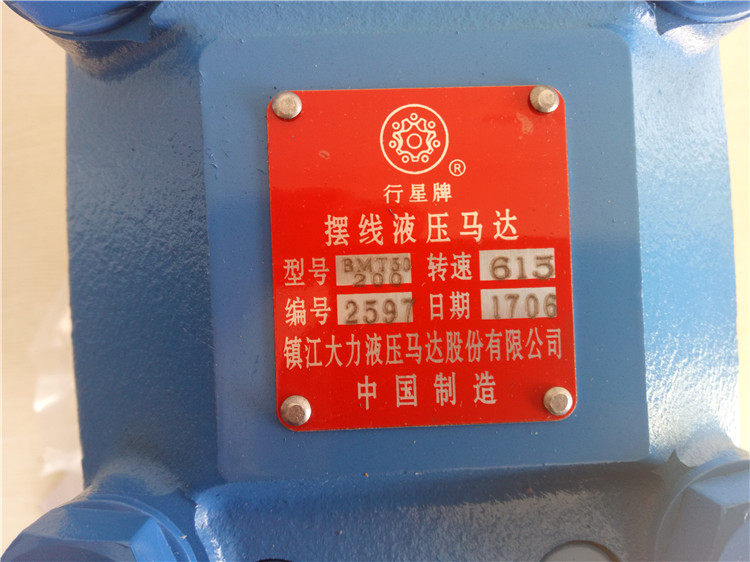 ®
行星牌
摆线液压马达
型号 BMT50 200 转速 615
编号 2597 日期 1706
镇江大力液压马达股份有限公司
中国制造